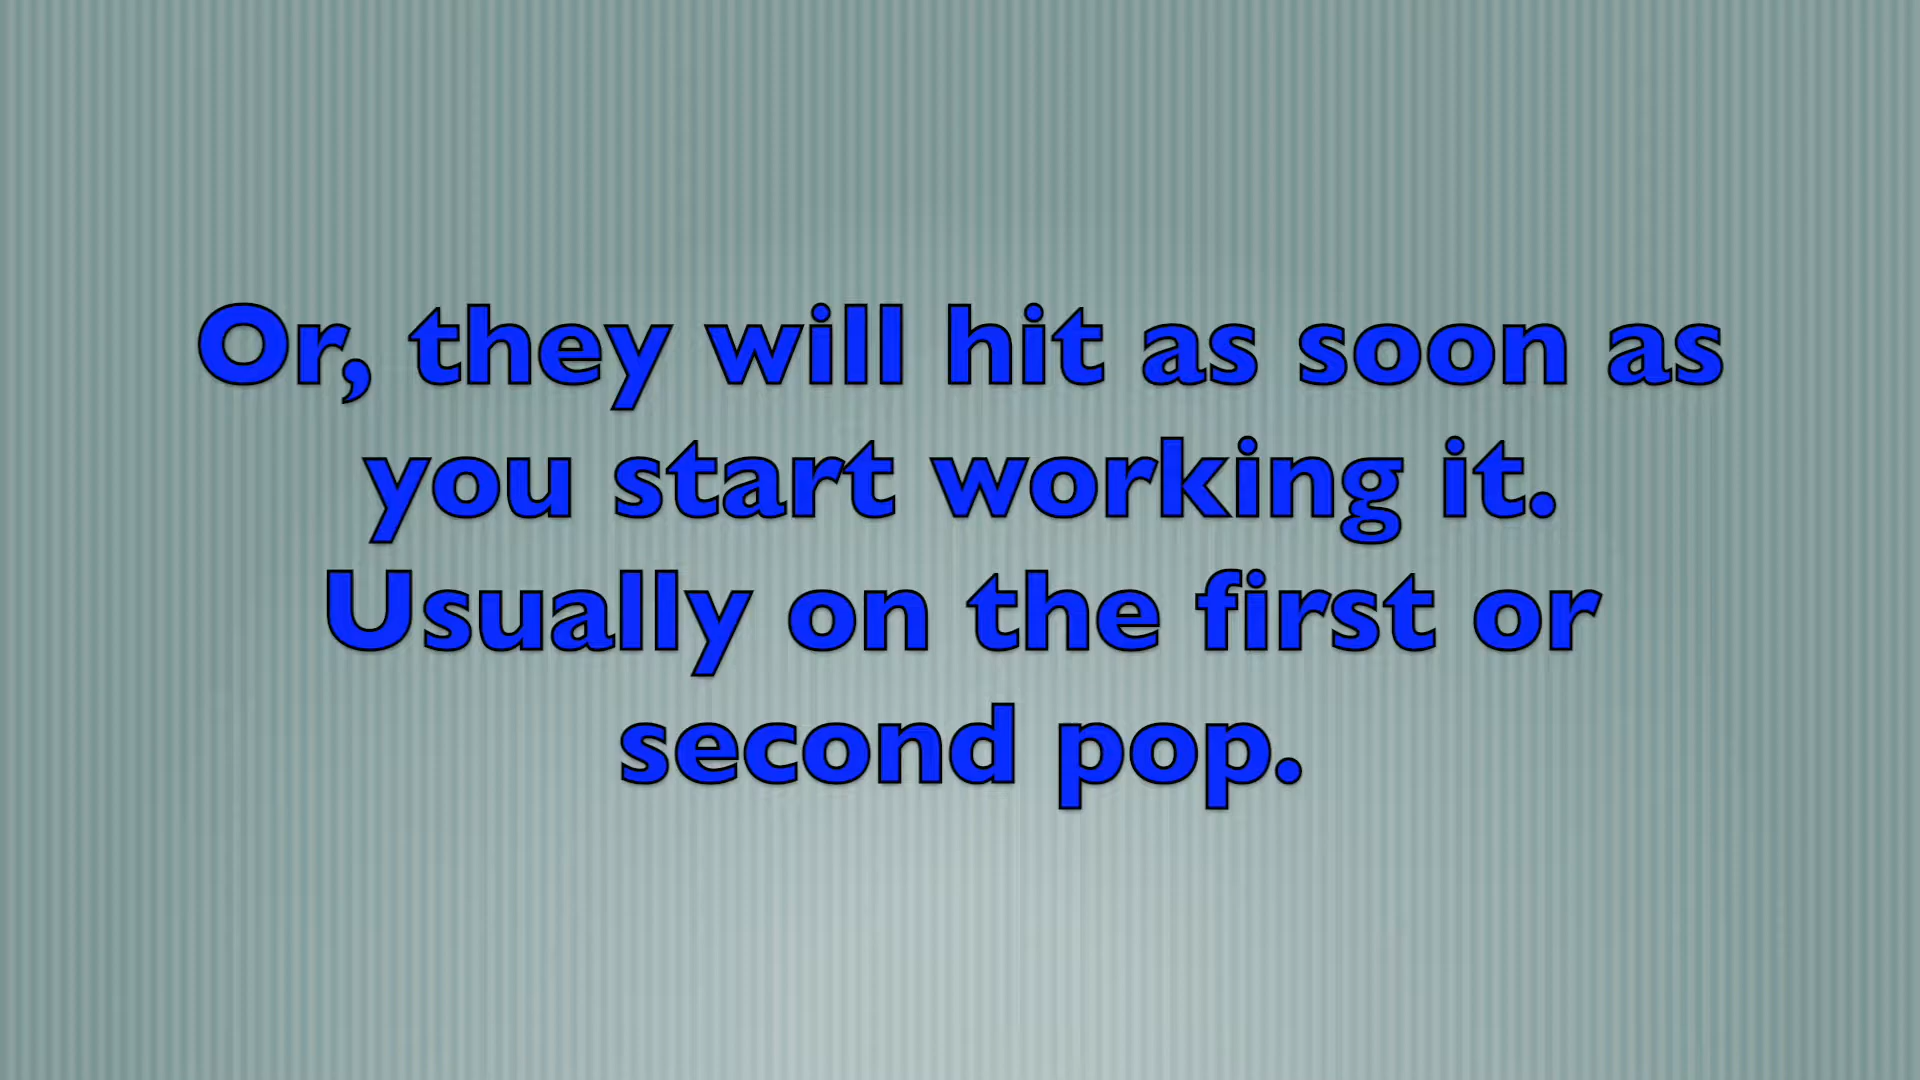 Or, they will hit as soon as
you start working it.
Usually on the first or
second pop.